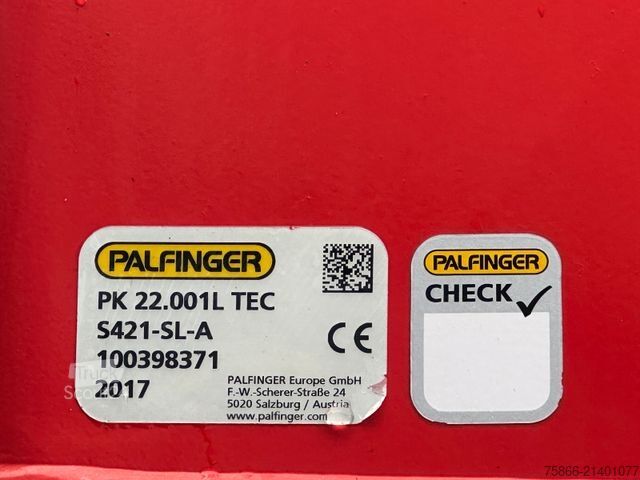 PALFINGER
PK 22.001L TEC
S421-SL-A
100398371
2017
CE
PALFINGER Europe GmbH
F.-W.-Scherer-Straße 24
5020 Salzburg / Austria
www.palfinger.com
PALFINGER
CHECK
Truck
75866-21401077